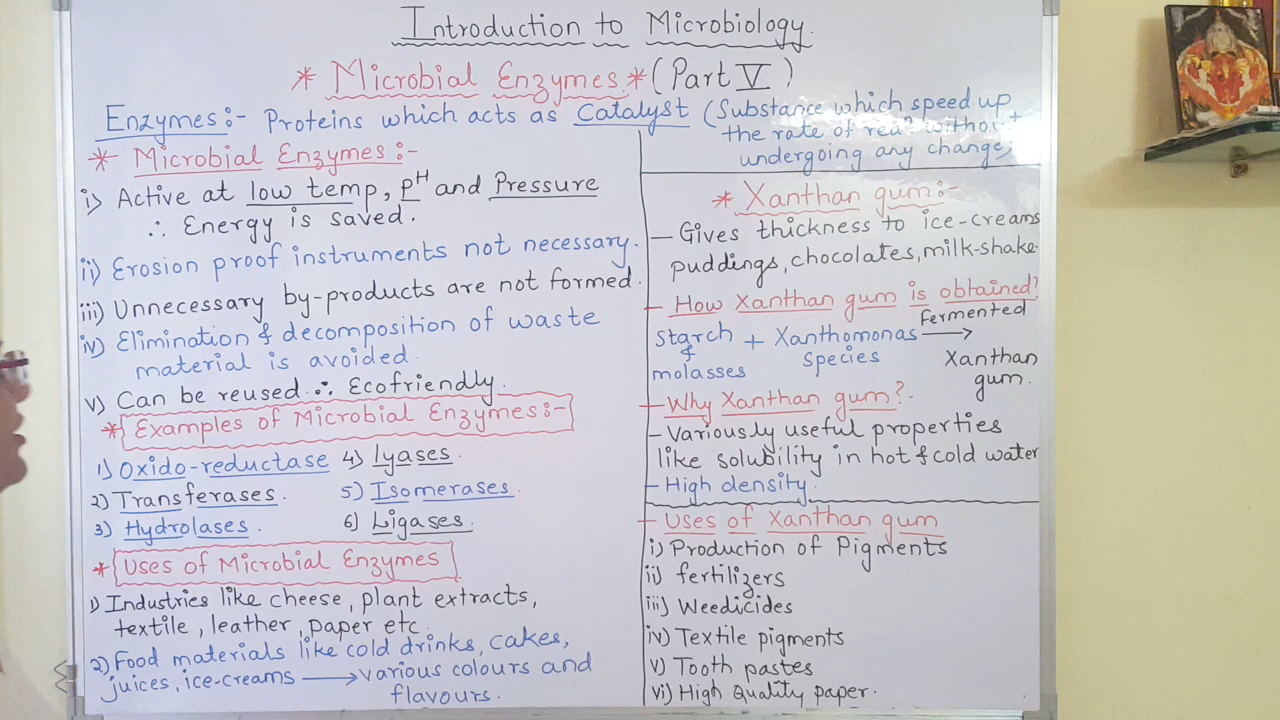 Introduction to Microbiology.
* Microbial Enzymes * (Part V)
Enzymes:- Proteins which acts as Catalyst (Substance which speed up
the rate of reaⁿ without
undergoing any change)
* Microbial Enzymes:-
i) Active at low temp, pH and Pressure
∴ Energy is saved.
ii) Erosion proof instruments not necessary.
iii) Unnecessary by-products are not formed.
iv) Elimination & decomposition of waste
material is avoided.
v) Can be reused ∴ Ecofriendly.
* Examples of Microbial Enzymes:-
1) Oxido-reductase 4) Lyases.
2) Transferases. 5) Isomerases.
3) Hydrolases. 6) Ligases.
* Uses of Microbial Enzymes
1) Industries like cheese, plant extracts,
textile, leather, paper etc.
2) Food materials like cold drinks, cakes,
juices, ice-creams → various colours and
flavours.
* Xanthan gum:-
- Gives thickness to ice-creams
puddings, chocolates, milk-shake.
- How Xanthan gum is obtained?
Starch & molasses + Xanthomonas species fermented → Xanthan gum.
- Why Xanthan gum?.
- Variously useful properties
like solubility in hot & cold water
- High density.
- Uses of Xanthan gum
i) Production of Pigments
ii) fertilizers
iii) Weedicides
iv) Textile pigments
v) Tooth pastes
vi) High Quality paper.